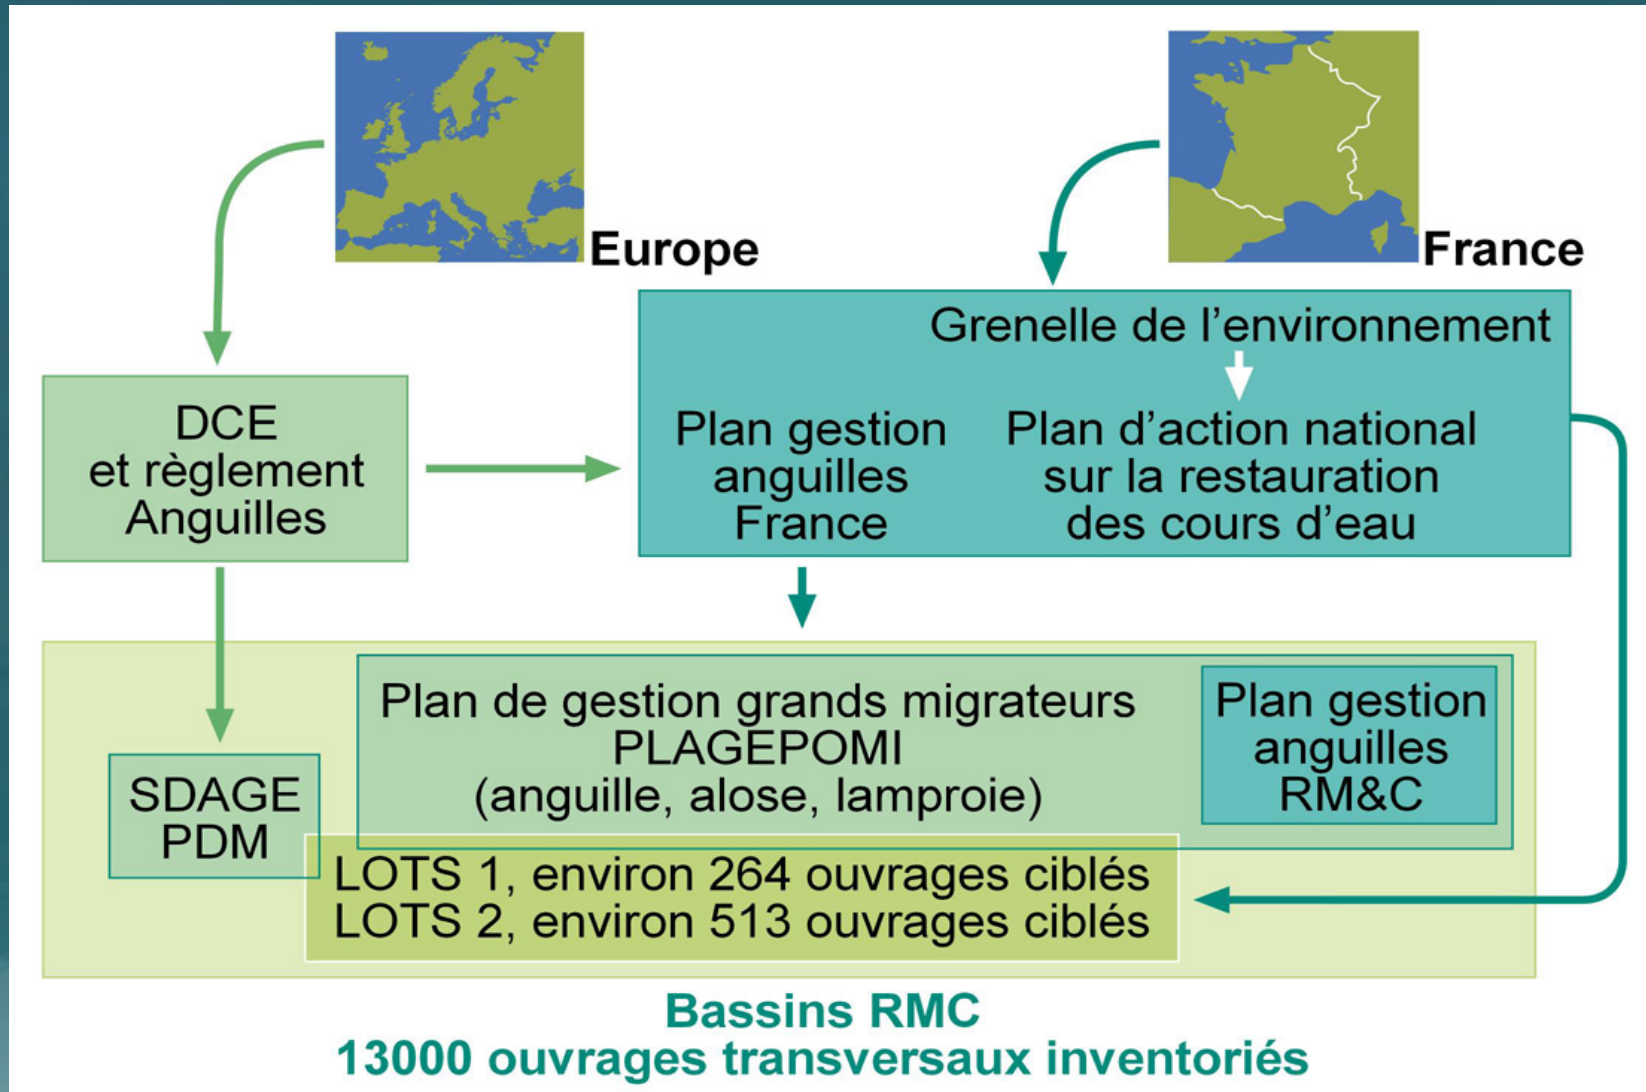 Europe
France
DCE
et règlement
Anguilles
Grenelle de l'environnement
Plan gestion
anguilles
France
Plan d'action national
sur la restauration
des cours d'eau
SDAGE
PDM
Plan de gestion grands migrateurs
PLAGEPOMI
(anguille, alose, lamproie)
Plan gestion
anguilles
RM&C
LOTS 1, environ 264 ouvrages ciblés
LOTS 2, environ 513 ouvrages ciblés
Bassins RMC
13000 ouvrages transversaux inventoriés